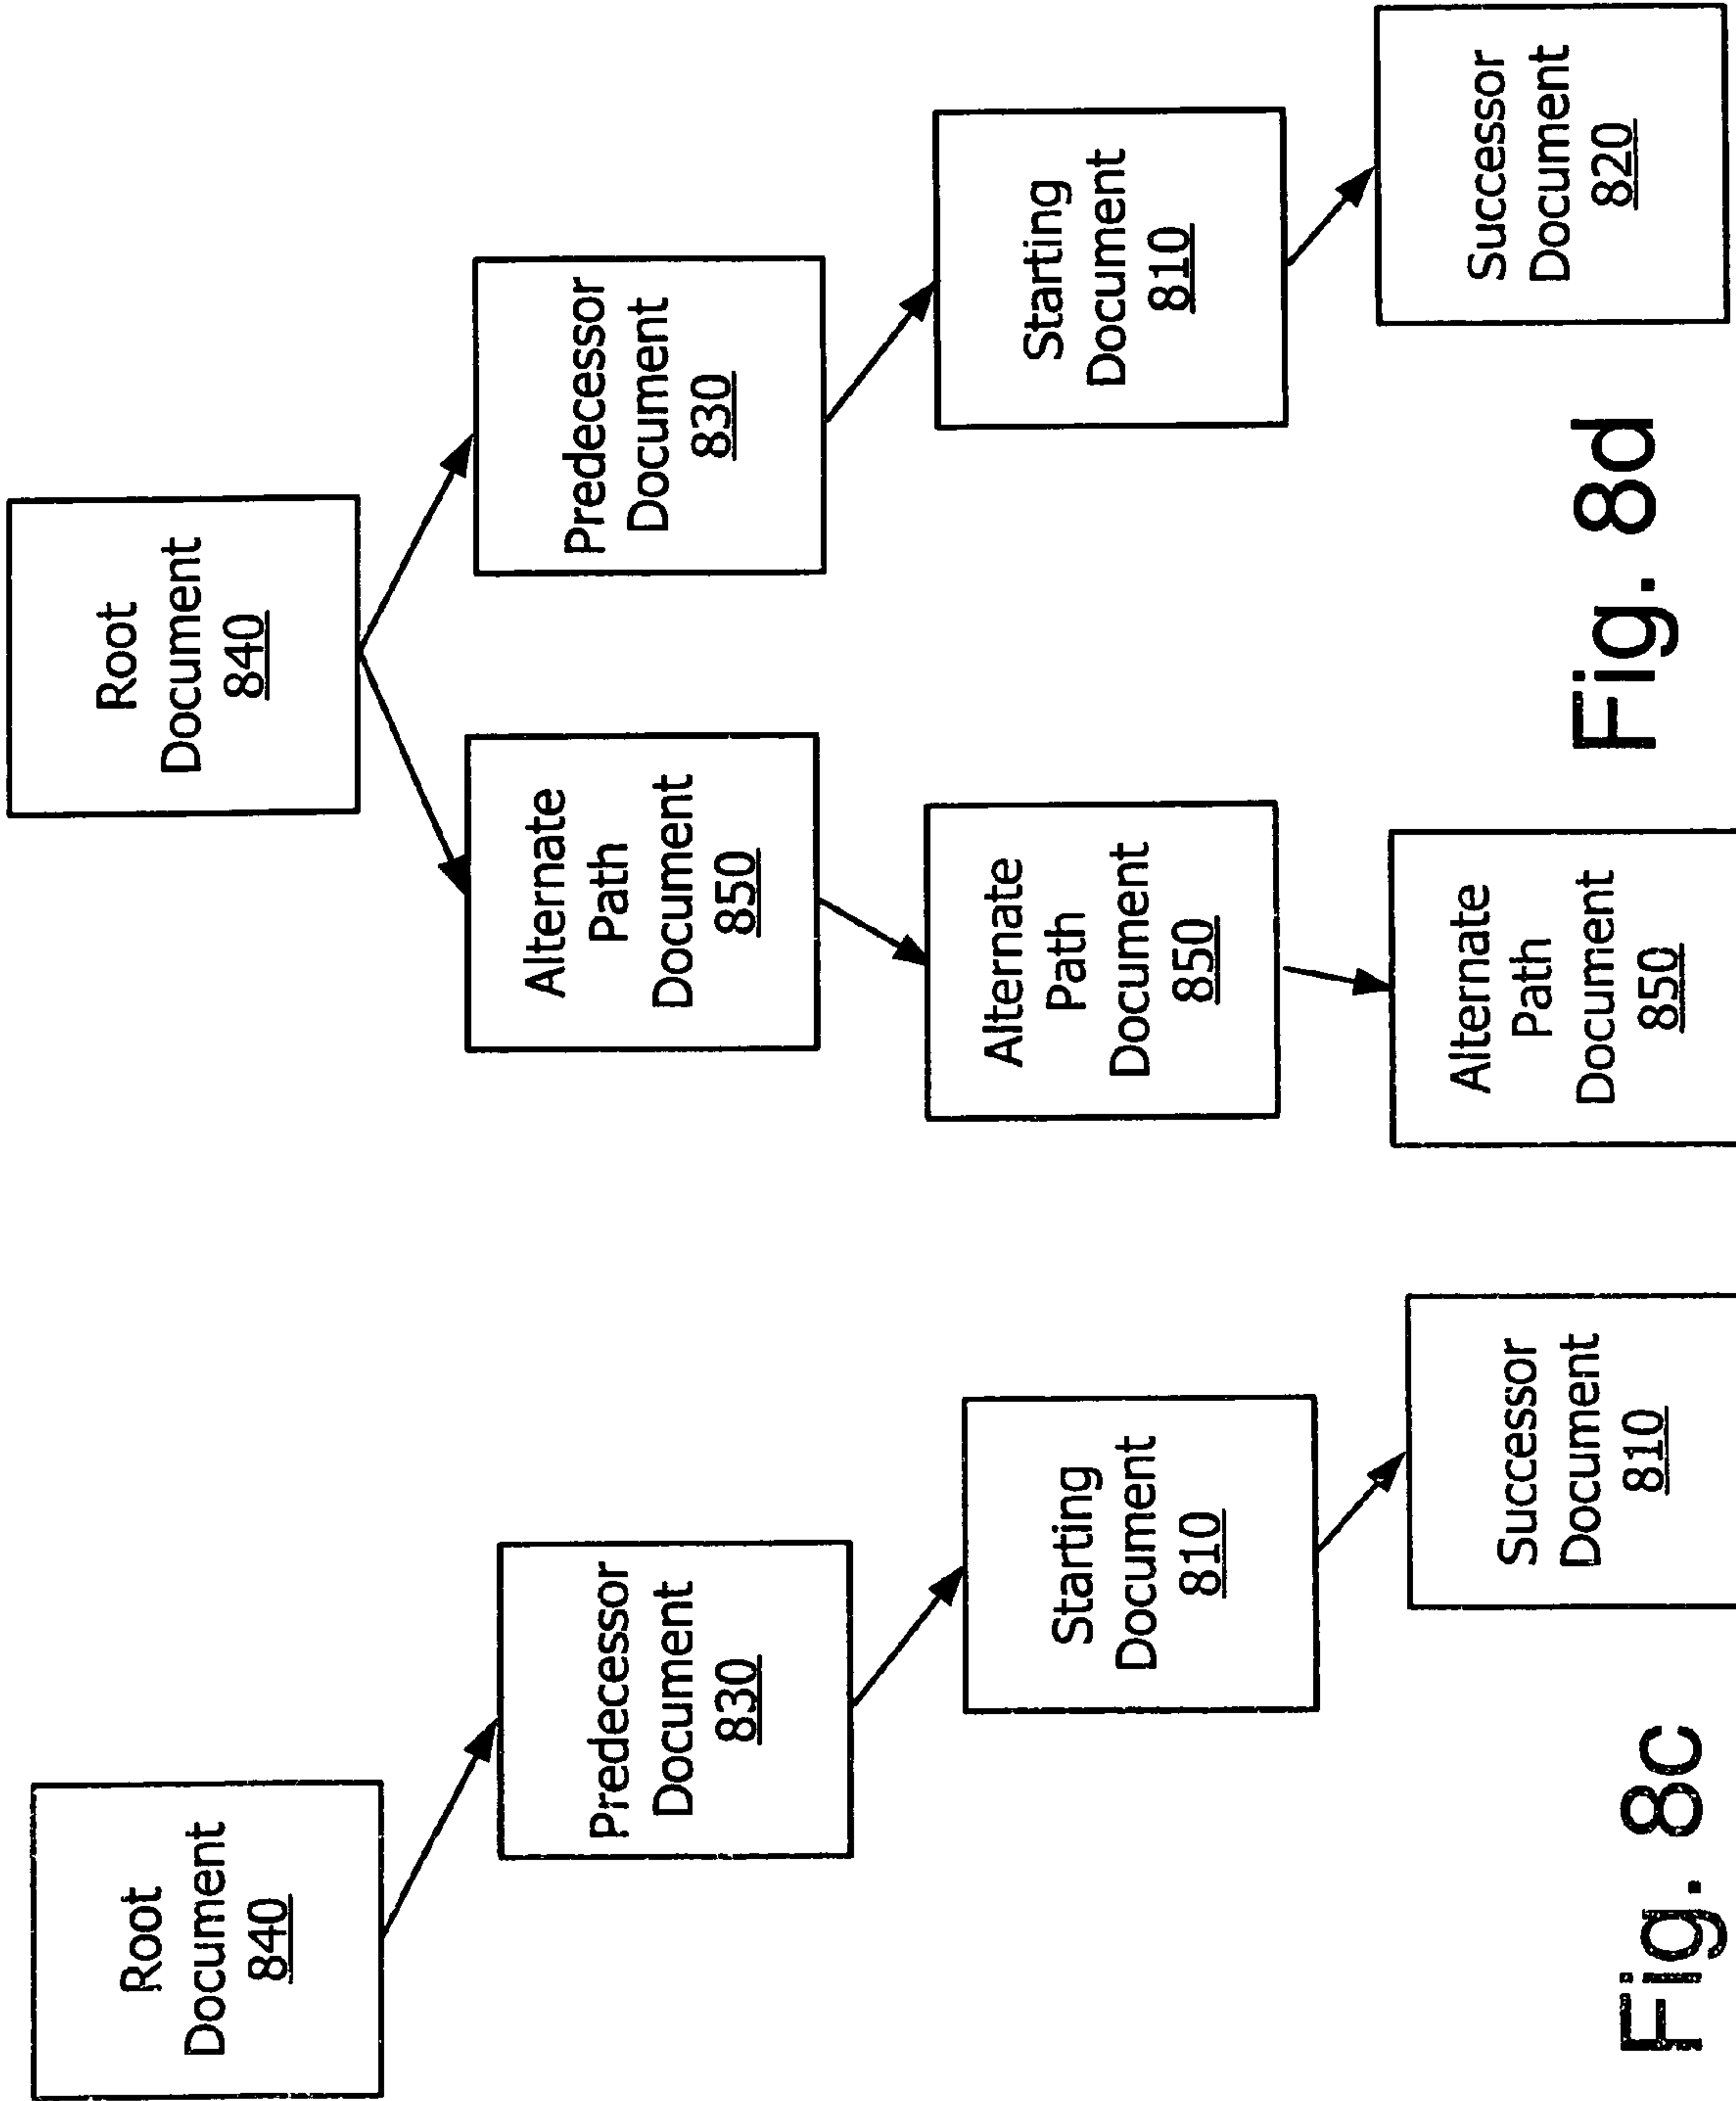 Root
Document
840
Predecessor
Document
830
Starting
Document
810
Successor
Document
810
Fig. 8c
Root
Document
840
Alternate
Path
Document
850
Predecessor
Document
830
Alternate
Path
Document
850
Starting
Document
810
Alternate
Path
Document
850
Successor
Document
820
Fig. 8d